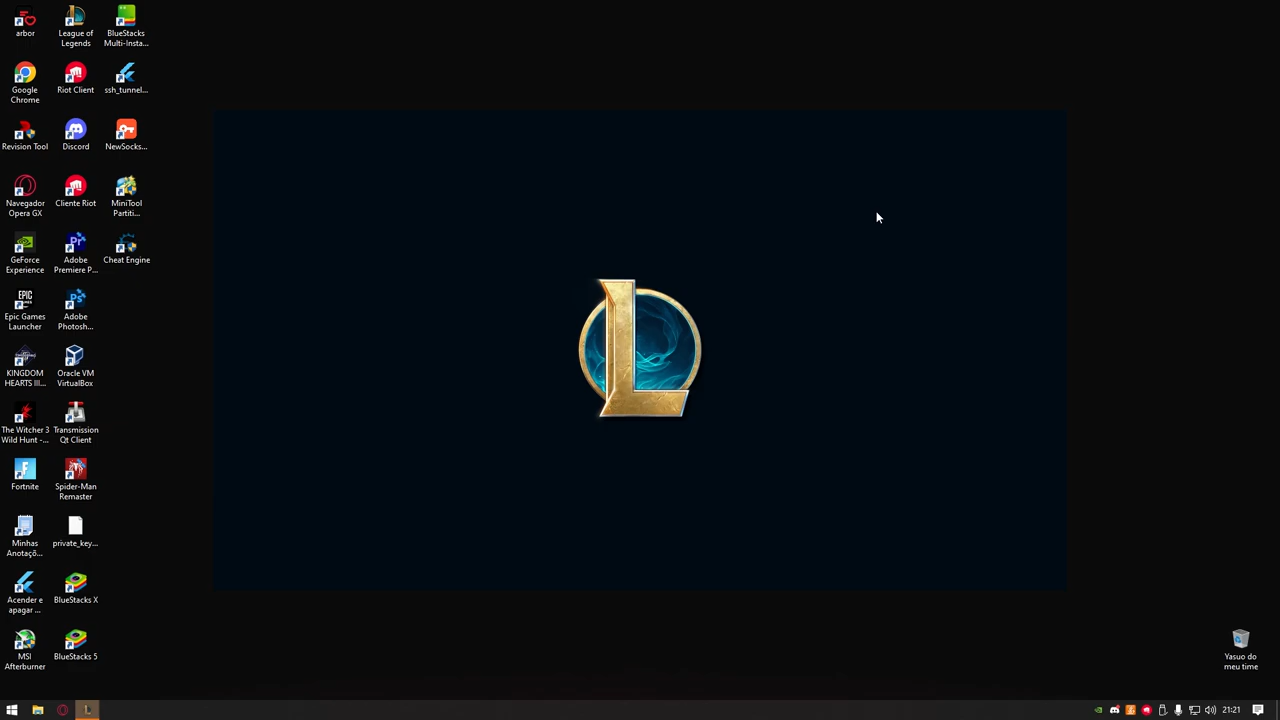 arbor
League of
Legends
BlueStacks
Multi-Insta...
Google
Chrome
Riot Client
ssh_tunnel...
Revision Tool
Discord
NewSocks...
Navegador
Opera GX
Cliente Riot
MiniTool
Partiti...
GeForce
Experience
Adobe
Premiere P...
Cheat Engine
EPIC
Epic Games
Launcher
Adobe
Photosh...
KINGDOM
HEARTS III...
Oracle VM
VirtualBox
The Witcher 3
Wild Hunt -...
Transmission
Qt Client
Fortnite
Spider-Man
Remaster
Minhas
Anotaçõ...
private_key...
Acender e
apagar ...
BlueStacks X
MSI
Afterburner
BlueStacks 5
Yasuo do
meu time
21:21